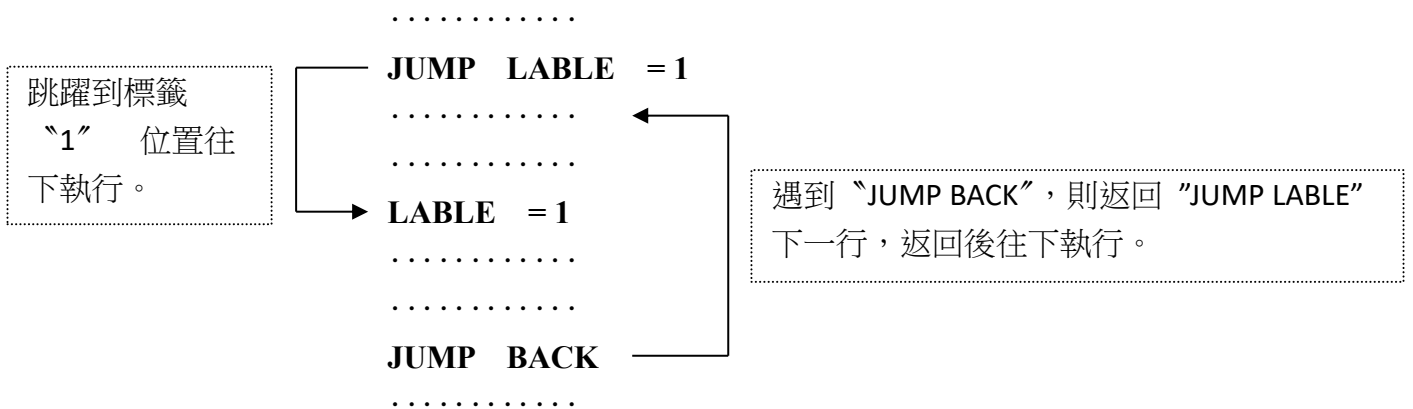 ............
JUMP LABLE = 1
跳躍到標籤
〝1〞 位置往
下執行。
............
............
LABLE = 1
遇到〝JUMP BACK〞，則返回 ”JUMP LABLE”
下一行，返回後往下執行。
............
............
JUMP BACK
............